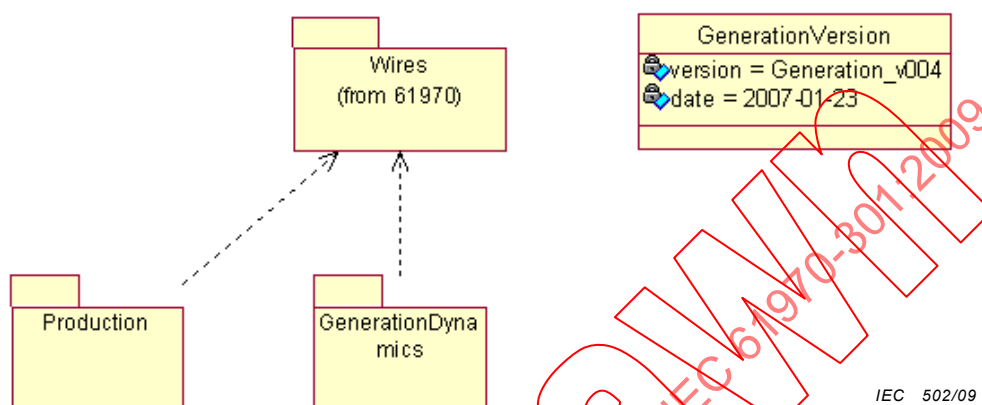 Wires
(from 61970)
GenerationVersion
version = Generation_v004
date = 2007-01-23
Production
GenerationDyna
mics
IEC 61970-301:2009
IEC 502/09